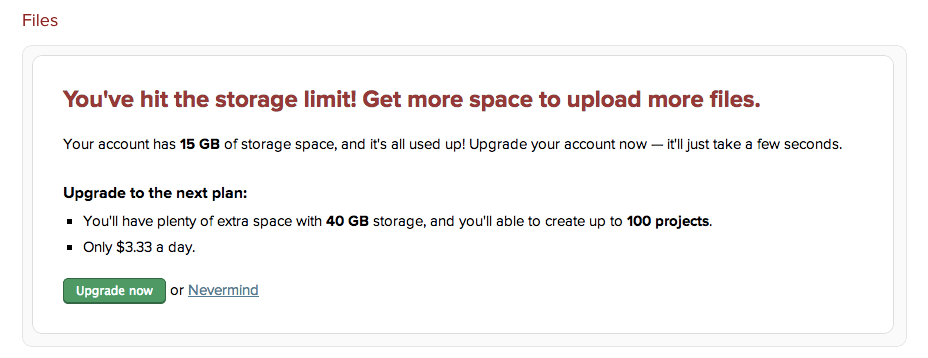 Files
You've hit the storage limit! Get more space to upload more files.
Your account has 15 GB of storage space, and it's all used up! Upgrade your account now — it'll just take a few seconds.
Upgrade to the next plan:
You'll have plenty of extra space with 40 GB storage, and you'll able to create up to 100 projects.
Only $3.33 a day.
Upgrade now or Nevermind